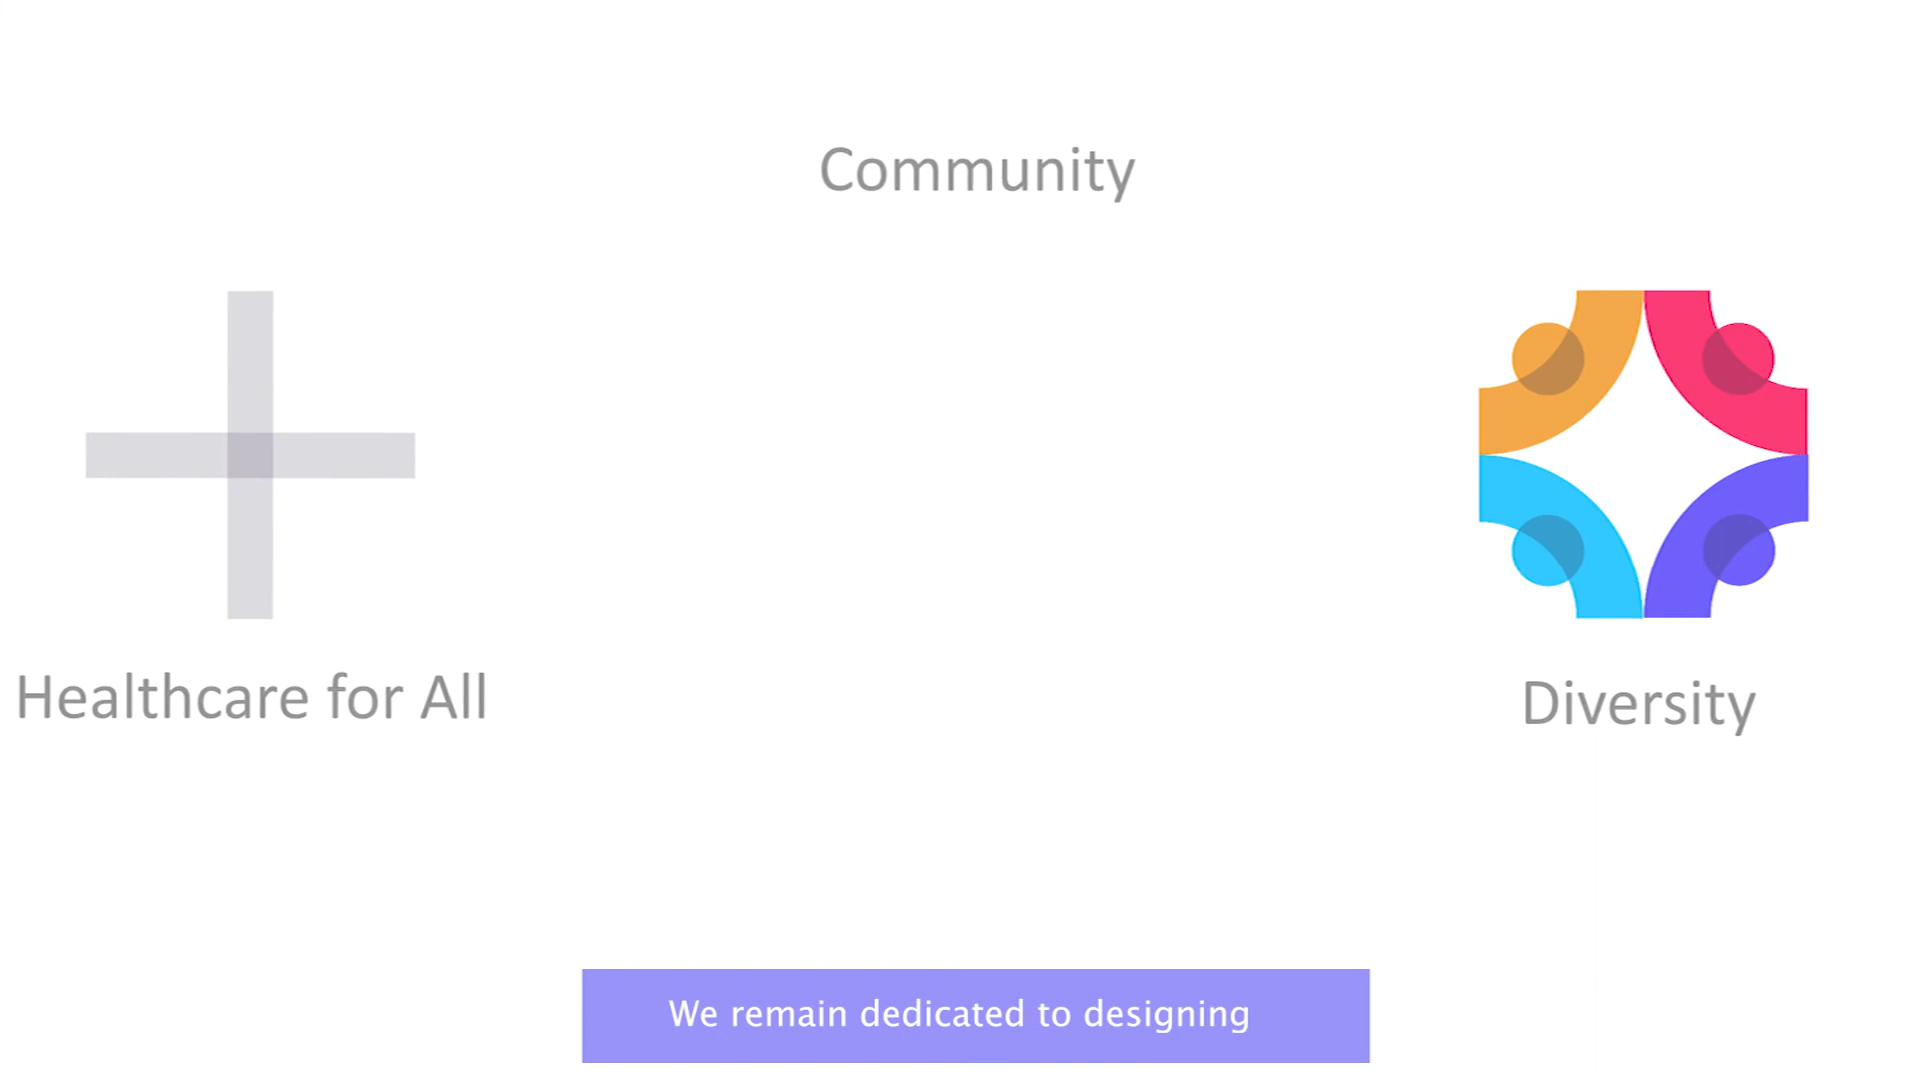 Community
Healthcare for All
Diversity
We remain dedicated to designing